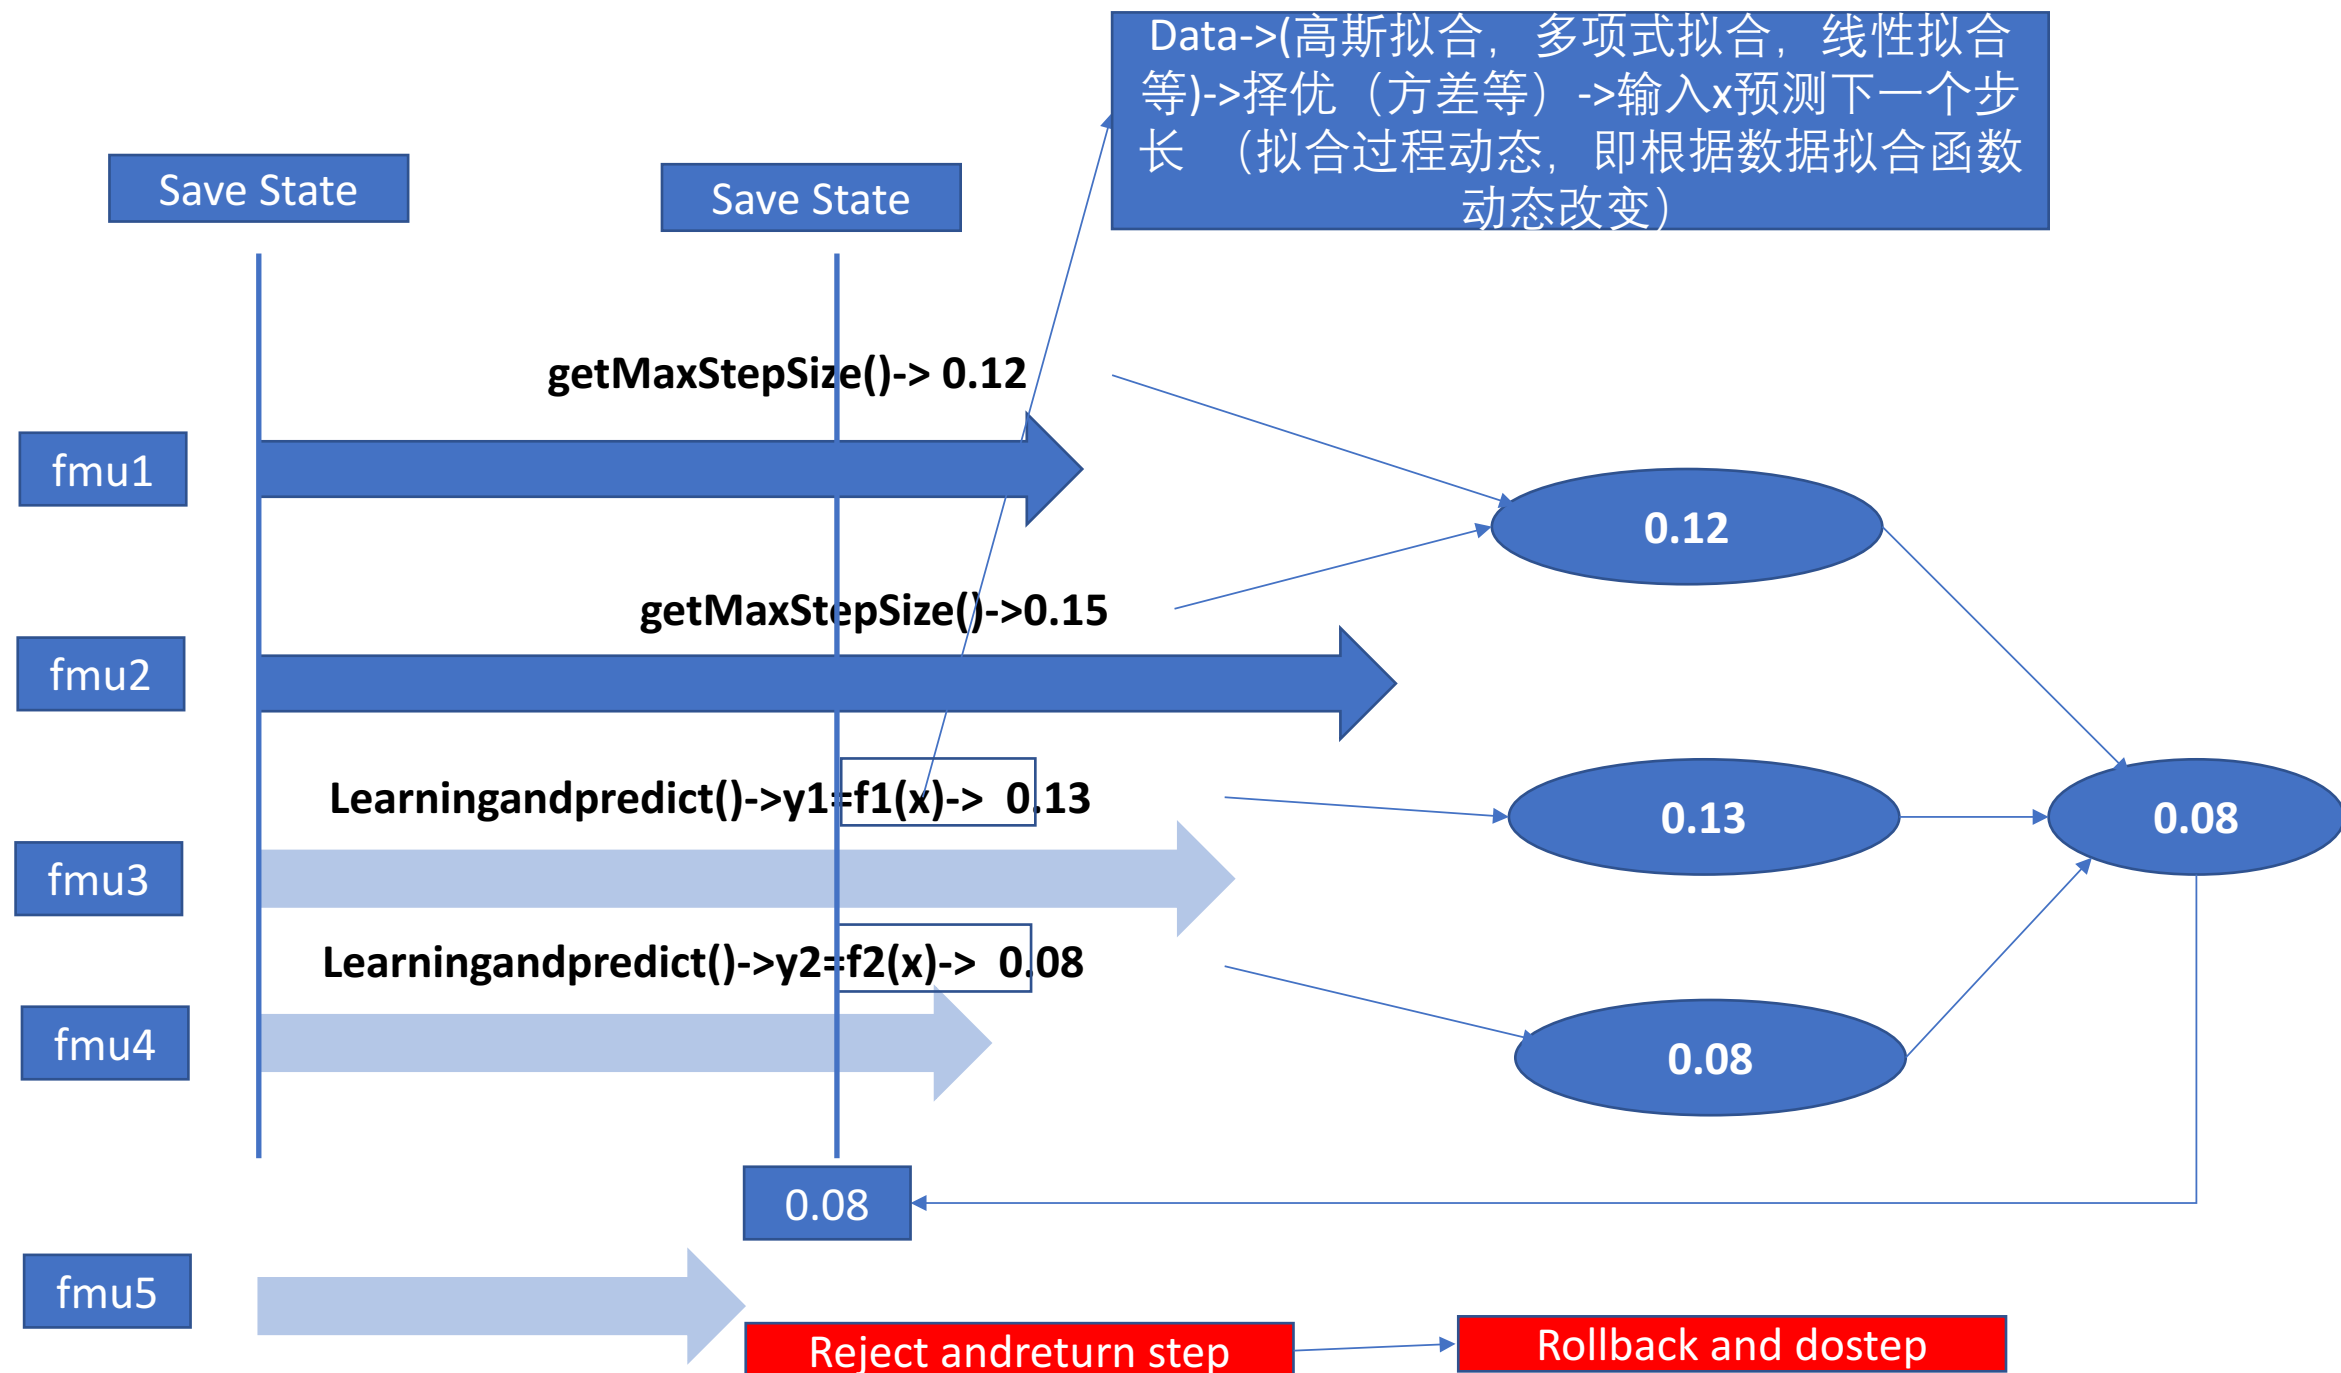 Data->(高斯拟合，多项式拟合，线性拟合
等)->择优（方差等）->输入x预测下一个步
长 （拟合过程动态，即根据数据拟合函数
动态改变）
Save State
Save State
getMaxStepSize()-> 0.12
fmu1
0.12
getMaxStepSize()->0.15
fmu2
Learningandpredict()->y1=f1(x)-> 0.13
0.13
0.08
fmu3
Learningandpredict()->y2=f2(x)-> 0.08
fmu4
0.08
0.08
fmu5
Reject andreturn step
Rollback and dostep